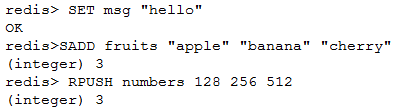 redis> SET msg "hello"
OK
redis>SADD fruits "apple" "banana" "cherry"
(integer) 3
redis> RPUSH numbers 128 256 512
(integer) 3